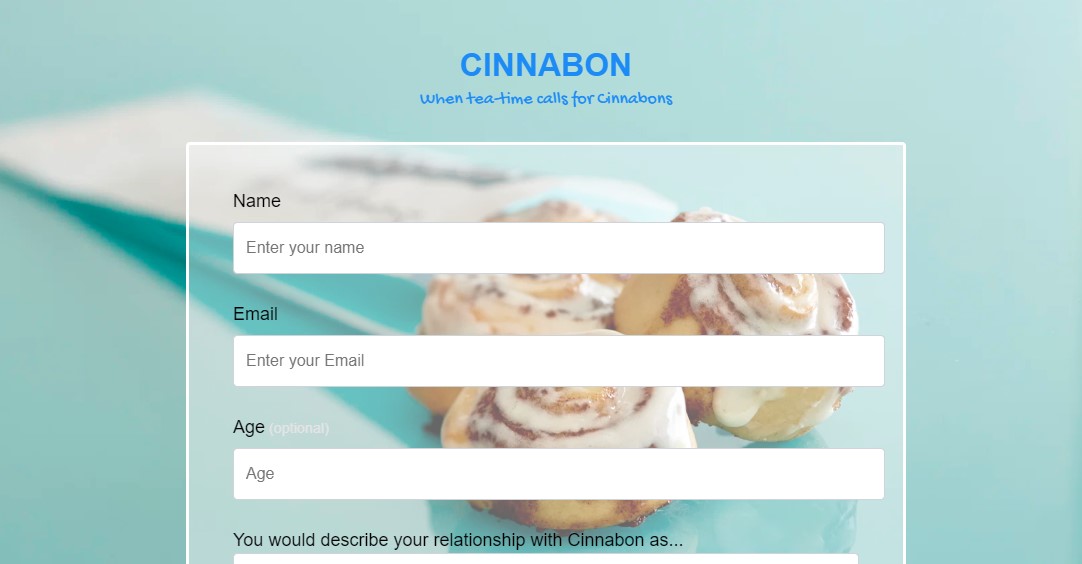 CINNABON
When tea-time calls for Cinnabons
Name
Enter your name
Email
Enter your Email
Age (optional)
Age
You would describe your relationship with Cinnabon as...